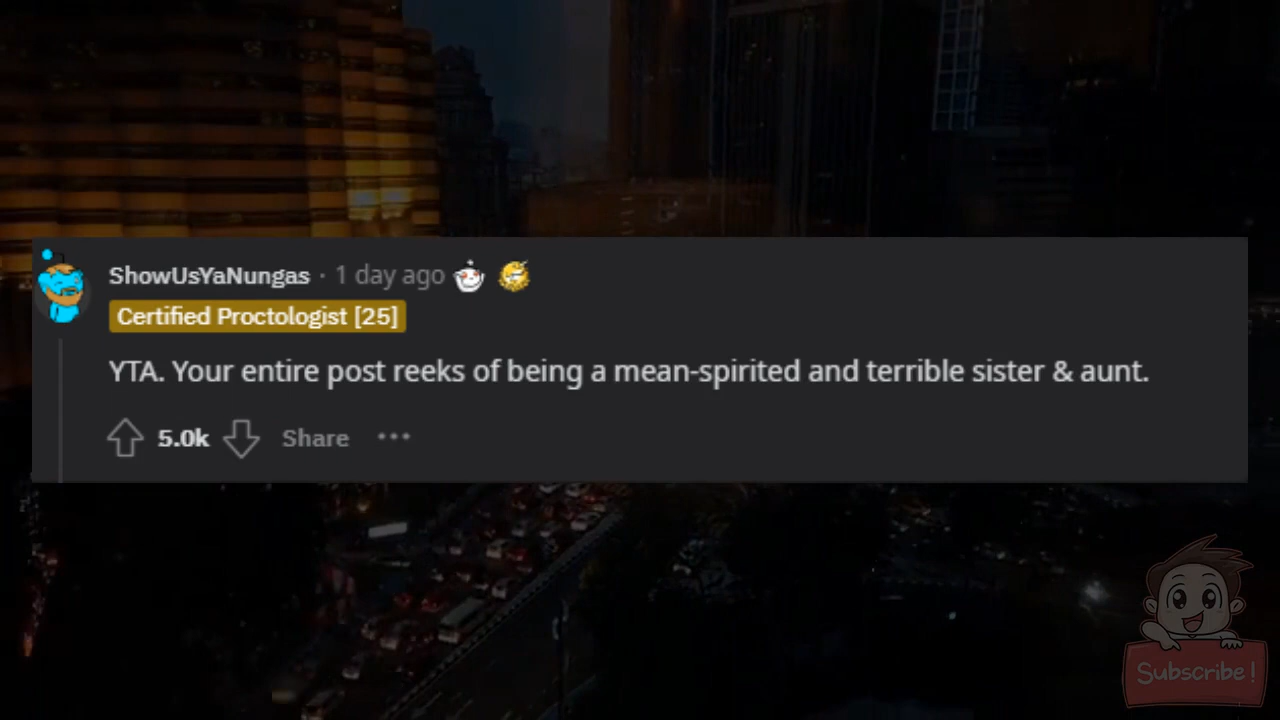 ShowUsYaNungas · 1 day ago
Certified Proctologist [25]
YTA. Your entire post reeks of being a mean-spirited and terrible sister & aunt.
5.0k Share ···
Subscribe!